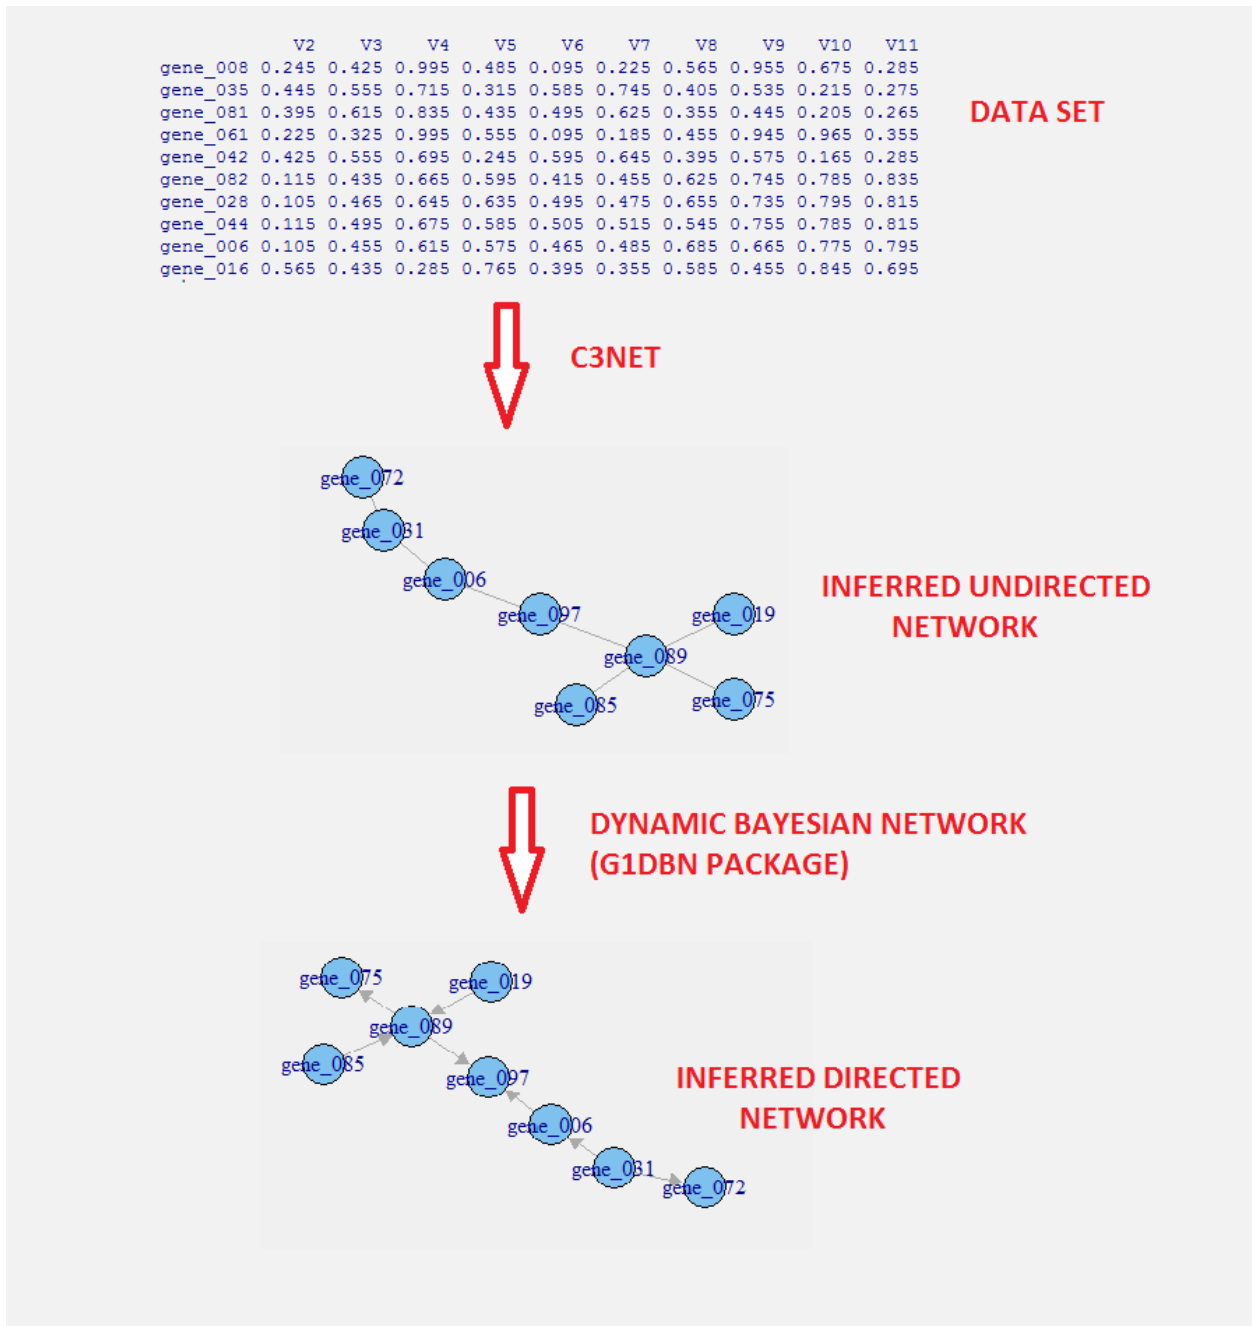 V2 V3 V4 V5 V6 V7 V8 V9 V10 V11
gene_008 0.245 0.425 0.995 0.485 0.095 0.225 0.565 0.955 0.675 0.285
gene_035 0.445 0.555 0.715 0.315 0.585 0.745 0.405 0.535 0.215 0.275
gene_081 0.395 0.615 0.835 0.435 0.495 0.625 0.355 0.445 0.205 0.265
gene_061 0.225 0.325 0.995 0.555 0.095 0.185 0.455 0.945 0.965 0.355
gene_042 0.425 0.555 0.695 0.245 0.595 0.645 0.395 0.575 0.165 0.285
gene_082 0.115 0.435 0.665 0.595 0.415 0.455 0.625 0.745 0.785 0.835
gene_028 0.105 0.465 0.645 0.635 0.495 0.475 0.655 0.735 0.795 0.815
gene_044 0.115 0.495 0.675 0.585 0.505 0.515 0.545 0.755 0.785 0.815
gene_006 0.105 0.455 0.615 0.575 0.465 0.485 0.685 0.665 0.775 0.795
gene_016 0.565 0.435 0.285 0.765 0.395 0.355 0.585 0.455 0.845 0.695
DATA SET
C3NET
gene_072
gene_031
gene_006
gene_097
gene_019
gene_089
gene_085
gene_075
INFERRED UNDIRECTED
NETWORK
DYNAMIC BAYESIAN NETWORK
(G1DBN PACKAGE)
gene_075
gene_019
gene_089
gene_085
gene_097
gene_006
gene_031
gene_072
INFERRED DIRECTED
NETWORK